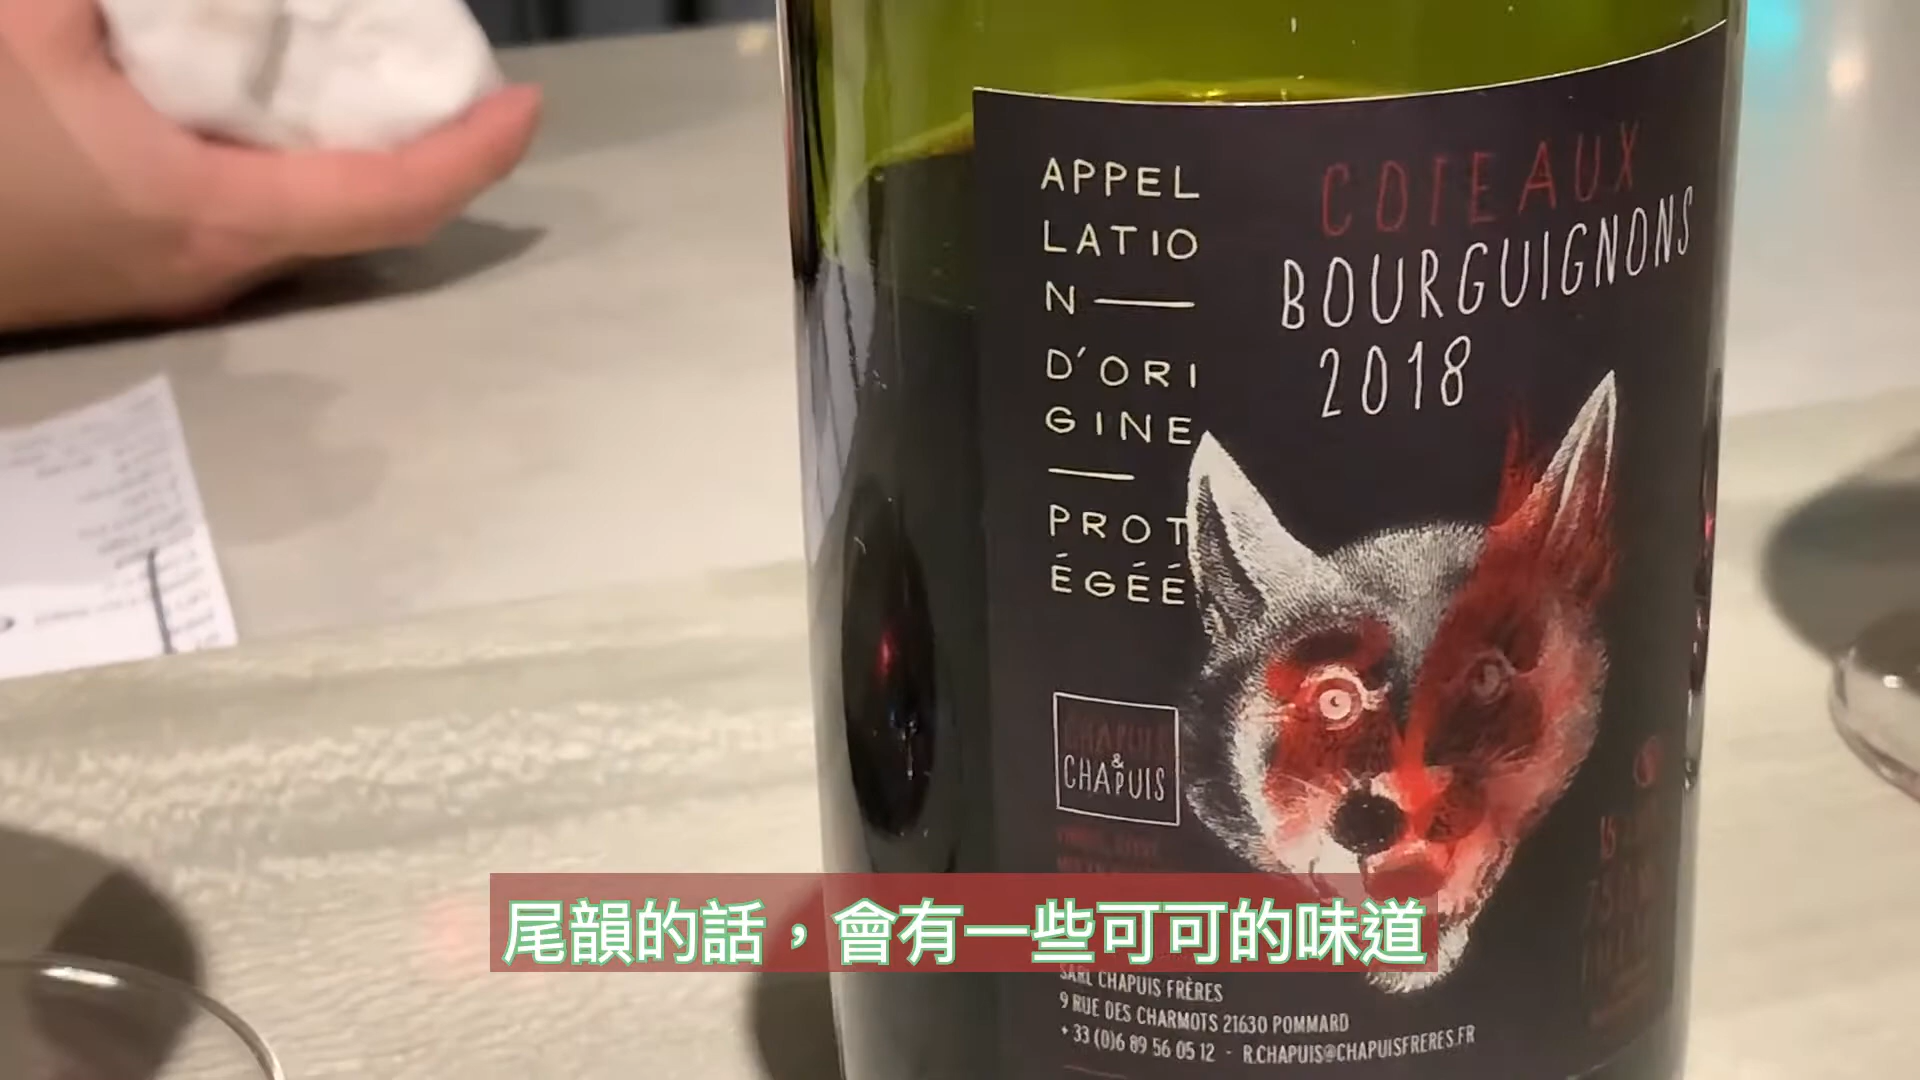 APPEL
LATIO
N
D'ORI
GINE
PROT
ÉGÉÉ
COTEAUX
BOURGUIGNONS
2018
CHAPUIS
&
CHAPUIS
尾韻的話，會有一些可可的味道
SARL CHAPUIS FRÈRES
9 RUE DES CHARMOTS 21630 POMMARD
+ 33 (0)6 89 56 05 12 - R.CHAPUIS@CHAPUISFRERES.FR